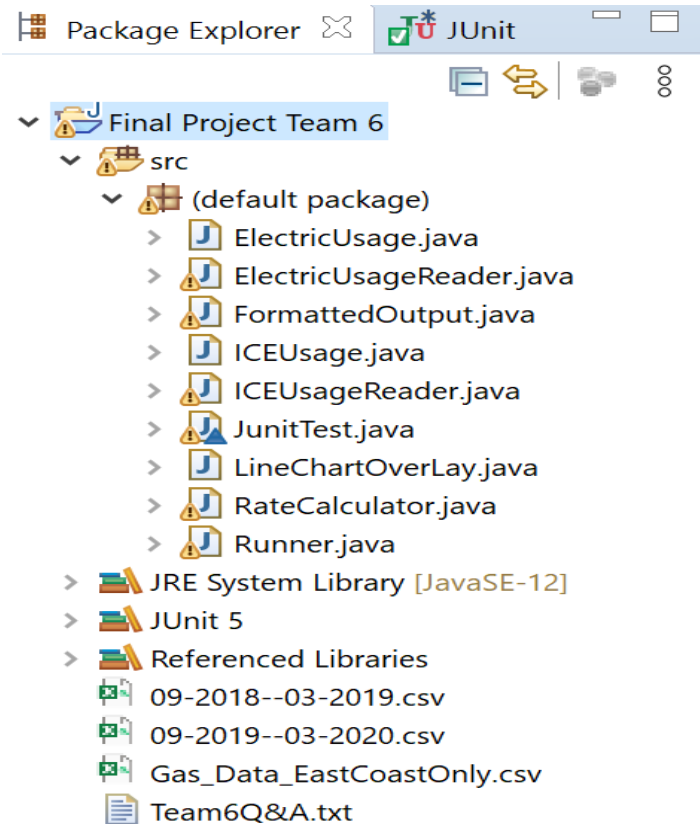 Package Explorer JUnit
Final Project Team 6
src
(default package)
ElectricUsage.java
ElectricUsageReader.java
FormattedOutput.java
ICEUsage.java
ICEUsageReader.java
JunitTest.java
LineChartOverLay.java
RateCalculator.java
Runner.java
JRE System Library [JavaSE-12]
JUnit 5
Referenced Libraries
09-2018--03-2019.csv
09-2019--03-2020.csv
Gas_Data_EastCoastOnly.csv
Team6Q&A.txt